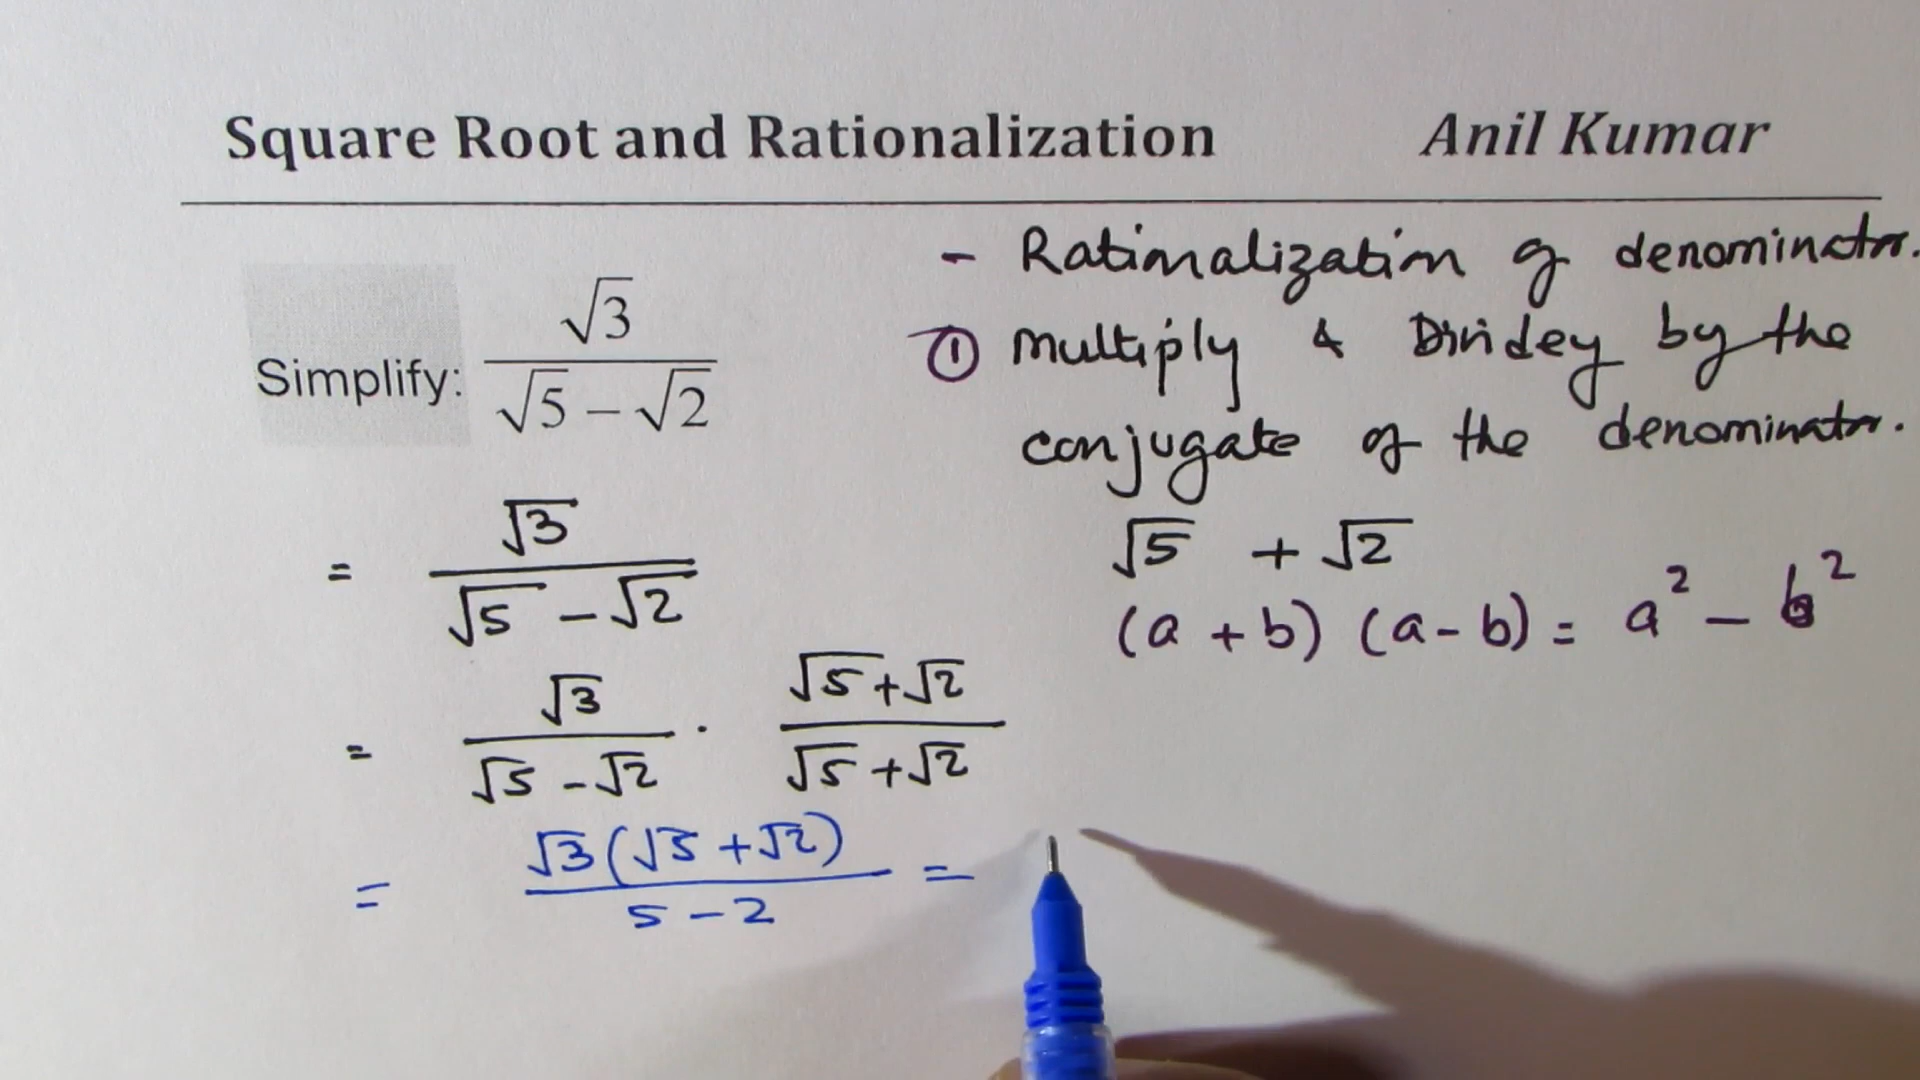 Square Root and Rationalization Anil Kumar
Simplify: √3 / (√5 − √2)
- Rationalization of denominator.
① Multiply & Dividey by the
conjugate of the denominator.
√5 + √2
(a + b) (a - b) = a² − b²
= √3 / (√5 − √2)
= √3 / (√5 − √2) · (√5 + √2) / (√5 + √2)
= √3(√5 + √2) / (5 − 2) =